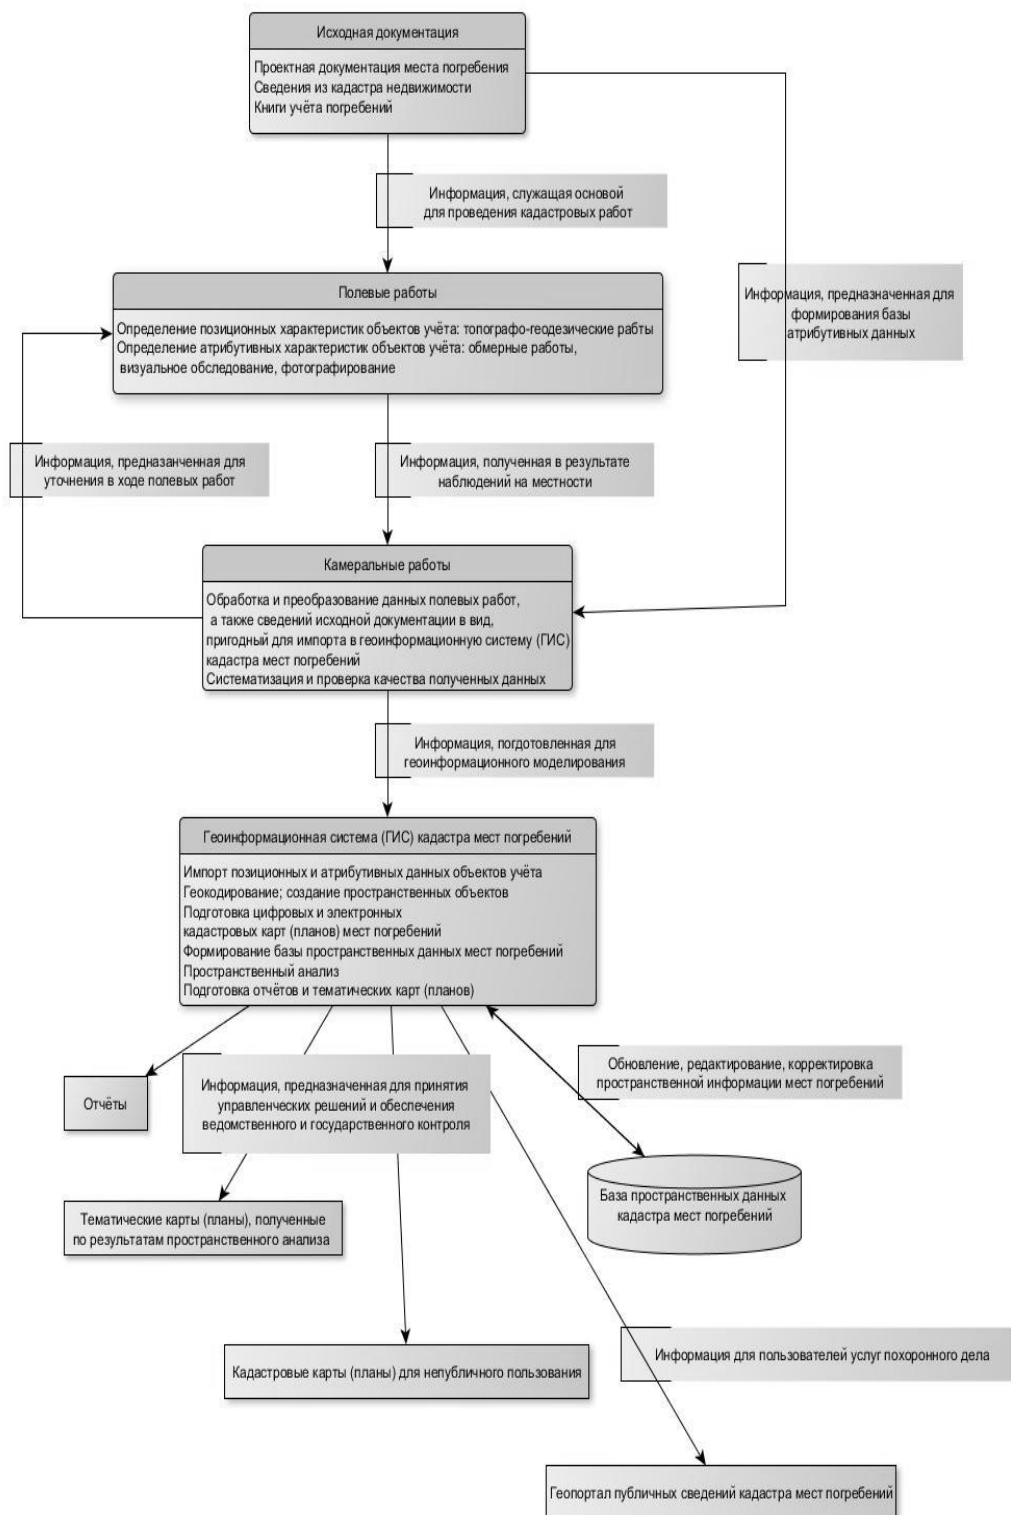 Исходная документация
Проектная документация места погребения
Сведения из кадастра недвижимости
Книги учёта погребений
Информация, служащая основой
для проведения кадастровых работ
Полевые работы
Определение позиционных характеристик объектов учёта: топографо-геодезические рабты
Определение атрибутивных характеристик объектов учёта: обмерные работы,
визуальное обследование, фотографирование
Информация, предназначенная для
формирования базы
атрибутивных данных
Информация, предназанченная для
уточнения в ходе полевых работ
Информация, полученная в результате
наблюдений на местности
Камеральные работы
Обработка и преобразование данных полевых работ,
а также сведений исходной документации в вид,
пригодный для импорта в геоинформационную систему (ГИС)
кадастра мест погребений
Систематизация и проверка качества полученных данных
Информация, погдотовленная для
геоинформационного моделирования
Геоинформационная система (ГИС) кадастра мест погребений
Импорт позиционных и атрибутивных данных объектов учёта
Геокодирование; создание пространственных объектов
Подготовка цифровых и электронных
кадастровых карт (планов) мест погребений
Формирование базы пространственных данных мест погребений
Пространственный анализ
Подготовка отчётов и тематических карт (планов)
Отчёты
Информация, предназначенная для принятия
управленческих решений и обеспечения
ведомственного и государственного контроля
Обновление, редактирование, корректировка
пространственной информации мест погребений
База пространственных данных
кадастра мест погребений
Тематические карты (планы), полученные
по результатам пространственного анализа
Кадастровые карты (планы) для непубличного пользования
Информация для пользователей услуг похоронного дела
Геопортал публичных сведений кадастра мест погребений